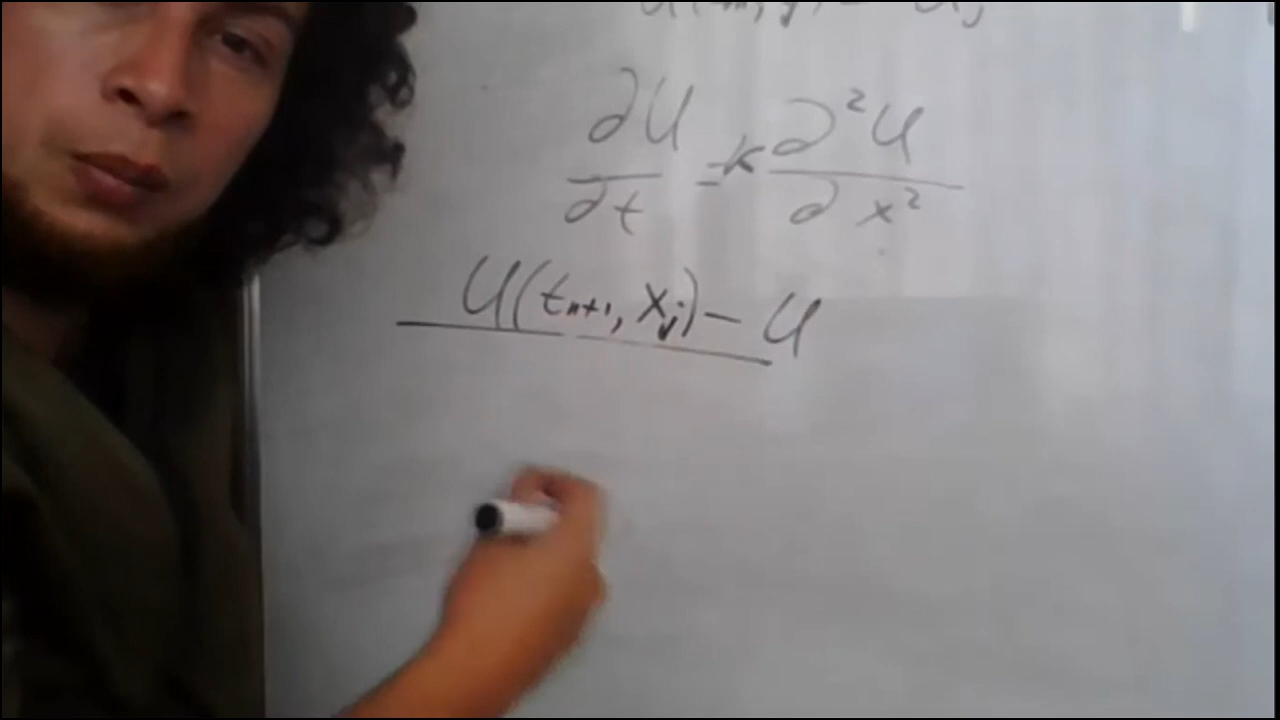 ∂U/∂t = K ∂²U/∂x²
U(tn+1, xj) – U